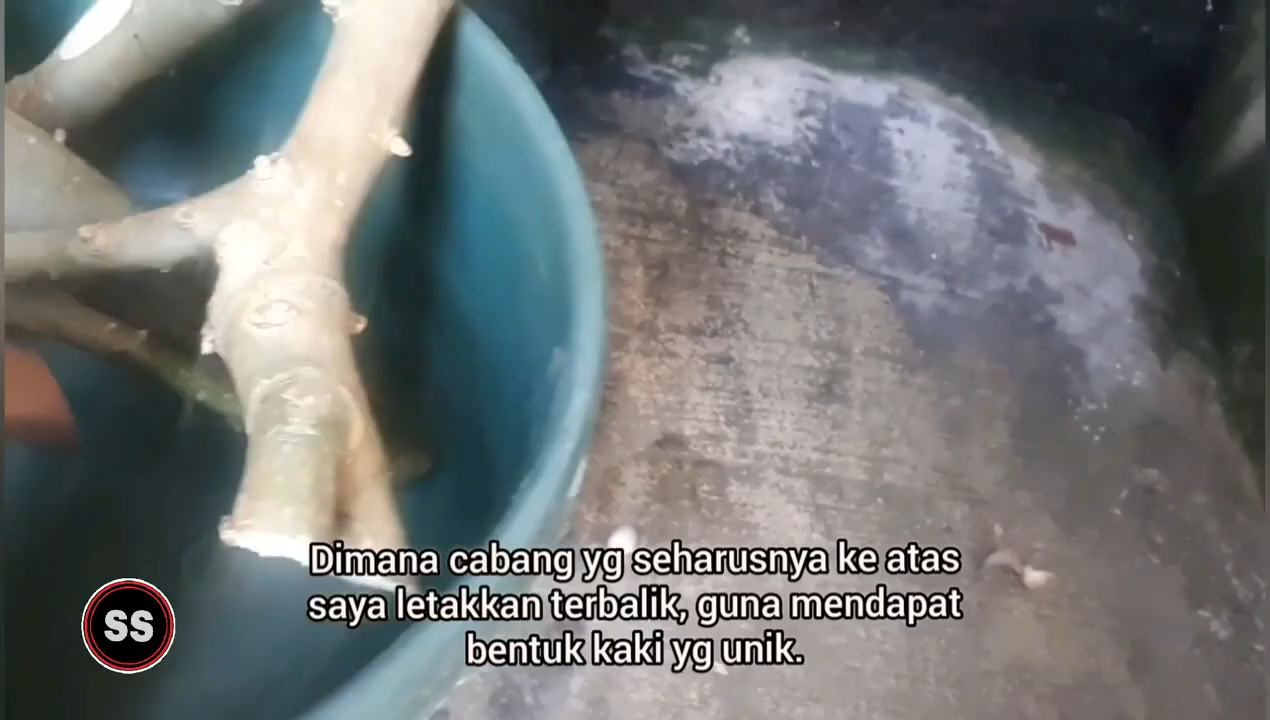 Dimana cabang yg seharusnya ke atas
saya letakkan terbalik, guna mendapat
bentuk kaki yg unik.
SS